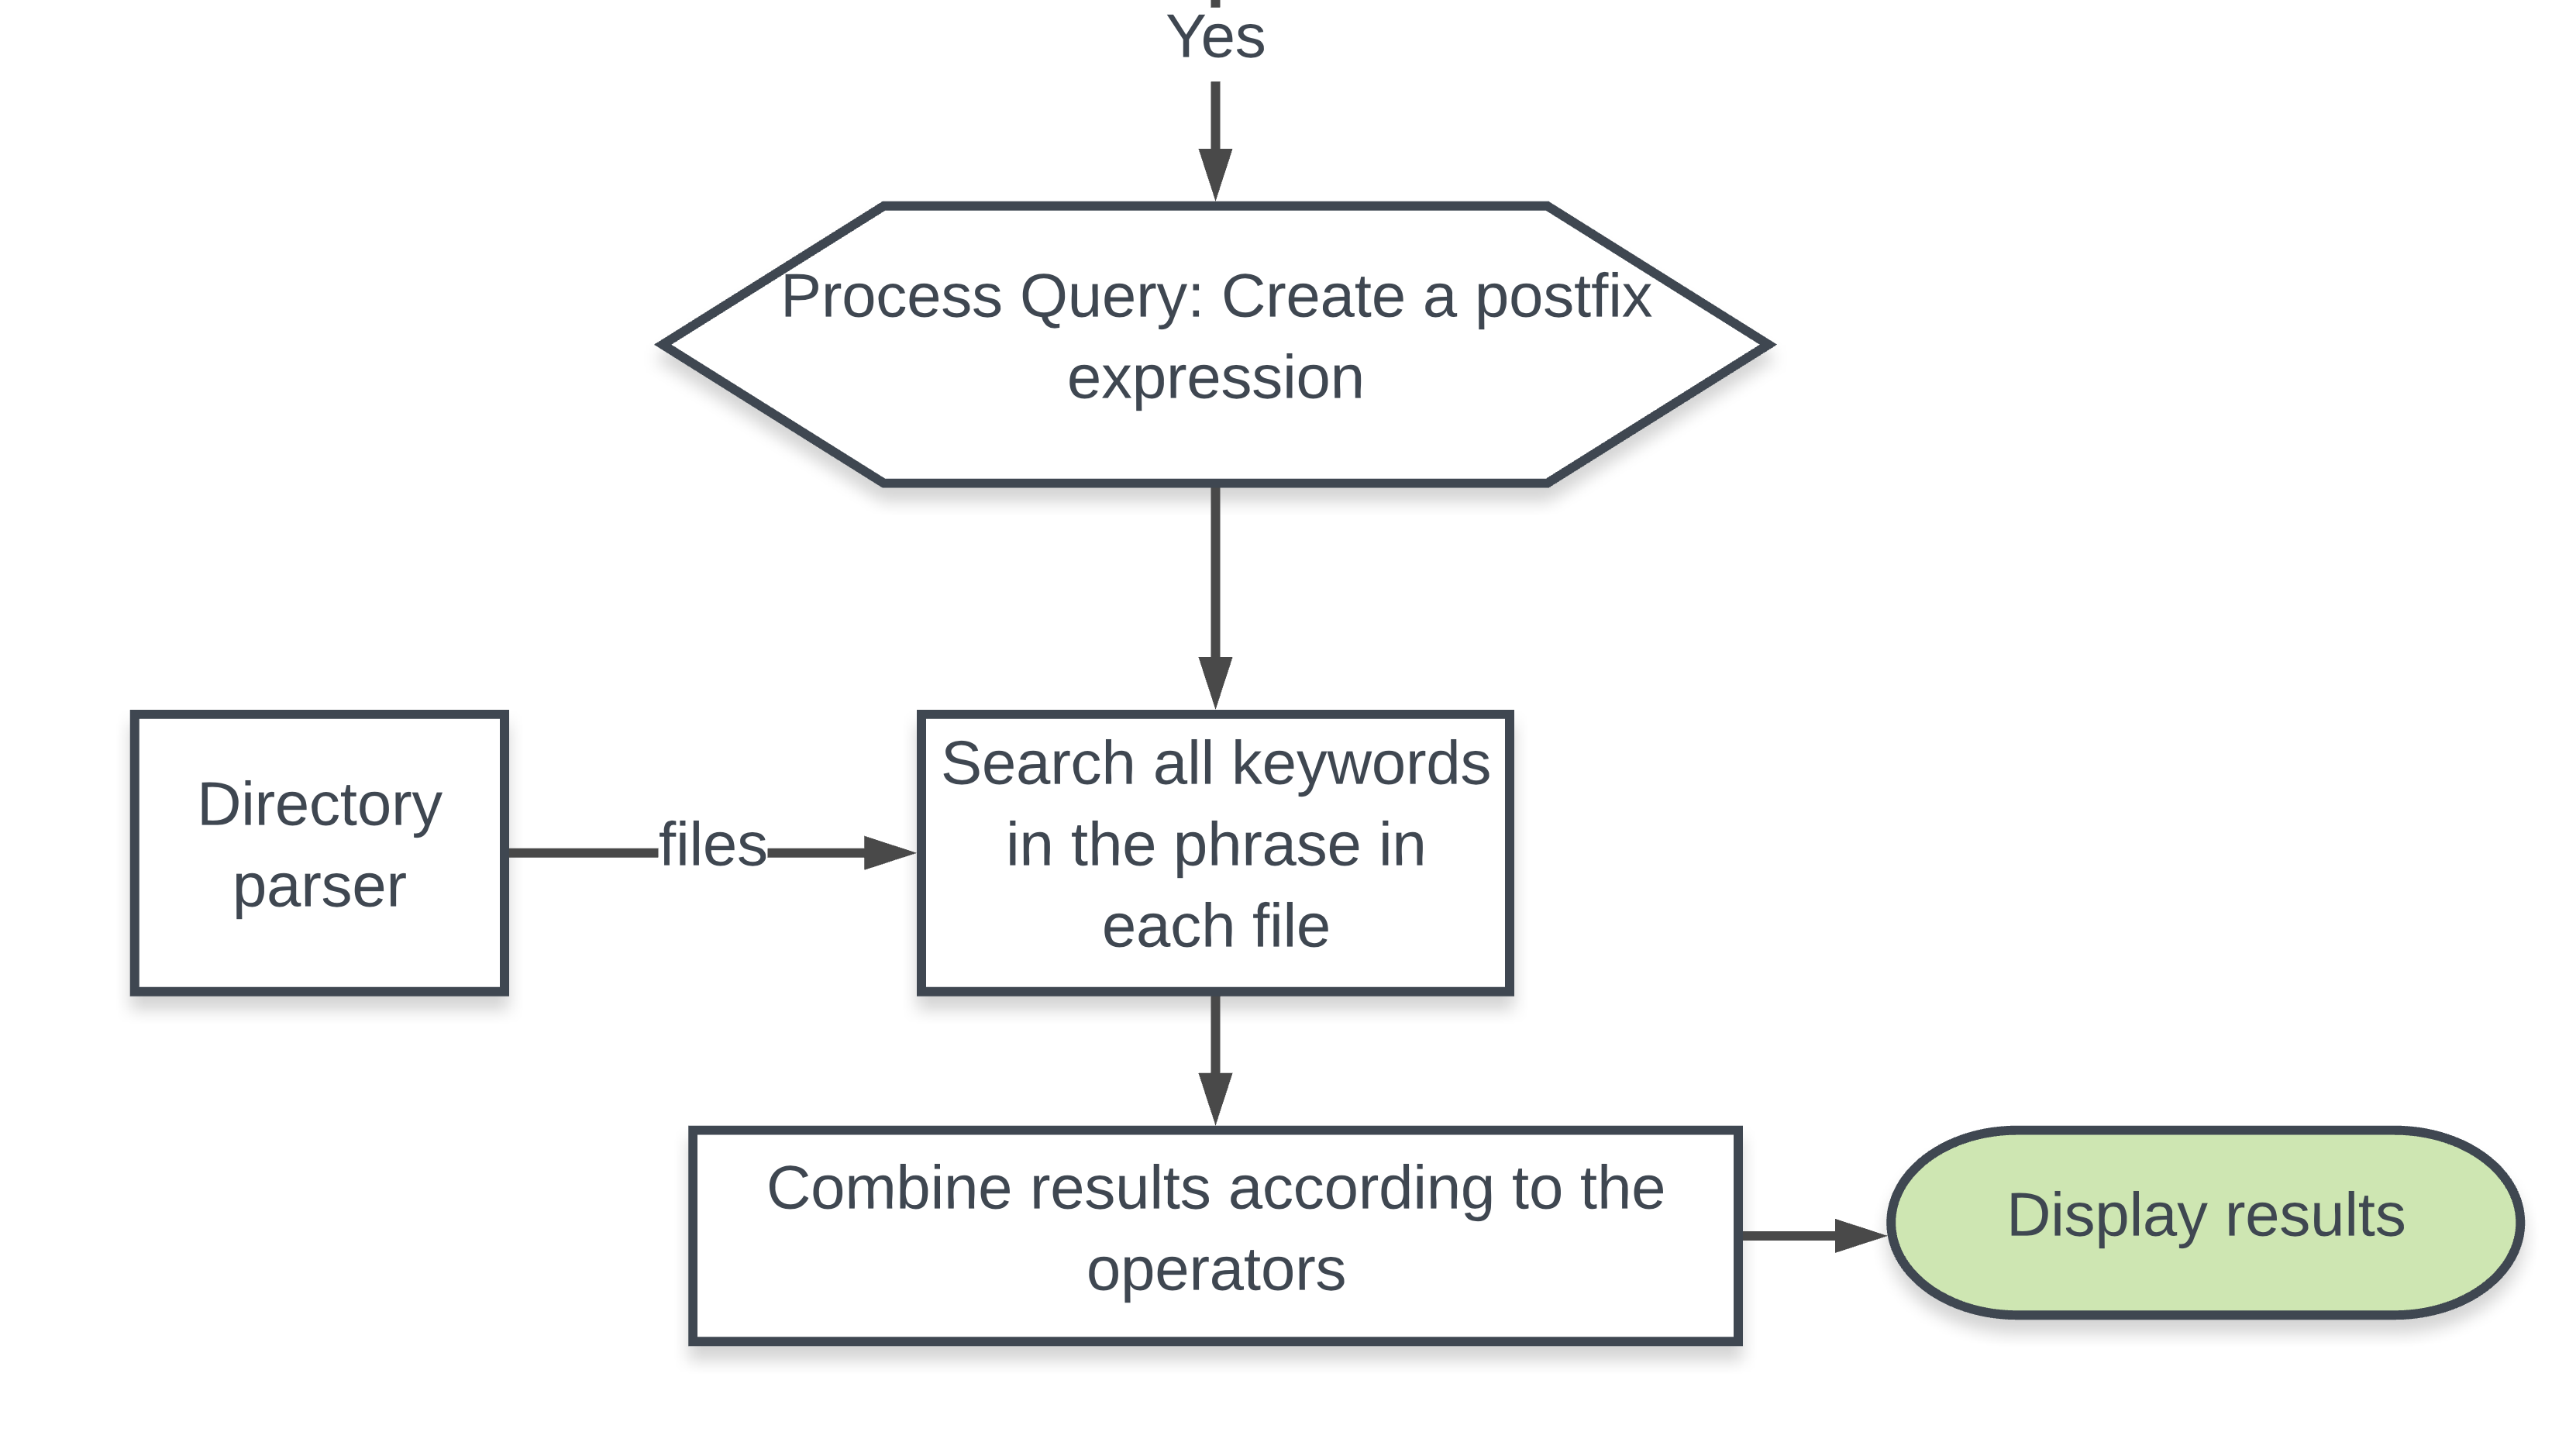 Yes
Process Query: Create a postfix
expression
Directory
parser
files
Search all keywords
in the phrase in
each file
Combine results according to the
operators
Display results